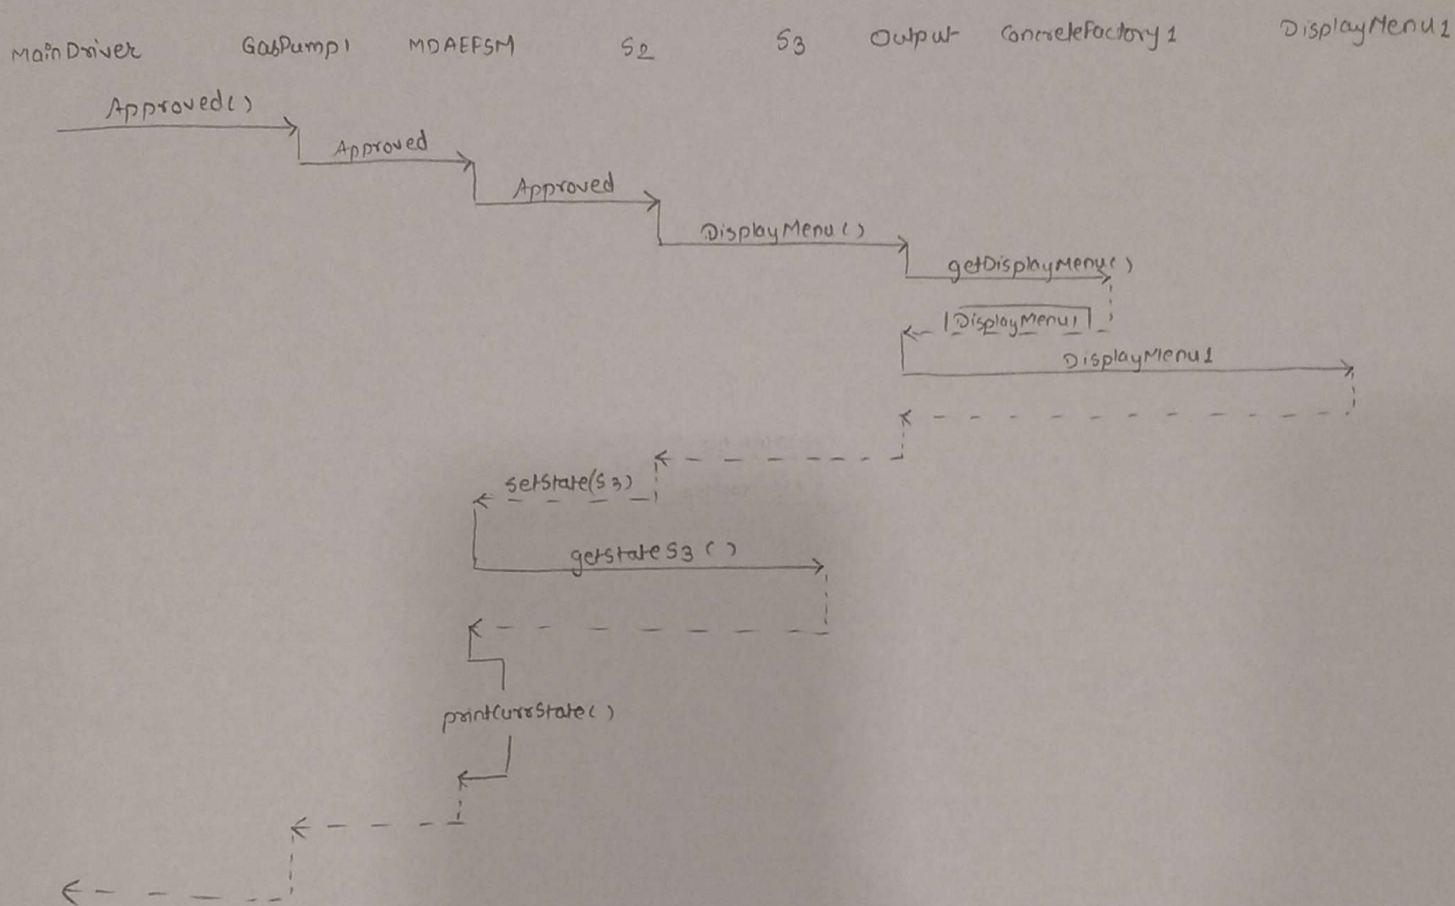 MainDriver GasPump1 MDAEFSM S2 S3 Output ConcreteFactory1 DisplayMenu1
Approved()
Approved
Approved
DisplayMenu()
getDisplayMenu()
DisplayMenu1
DisplayMenu1
setState(S3)
getstateS3()
printCurrState()